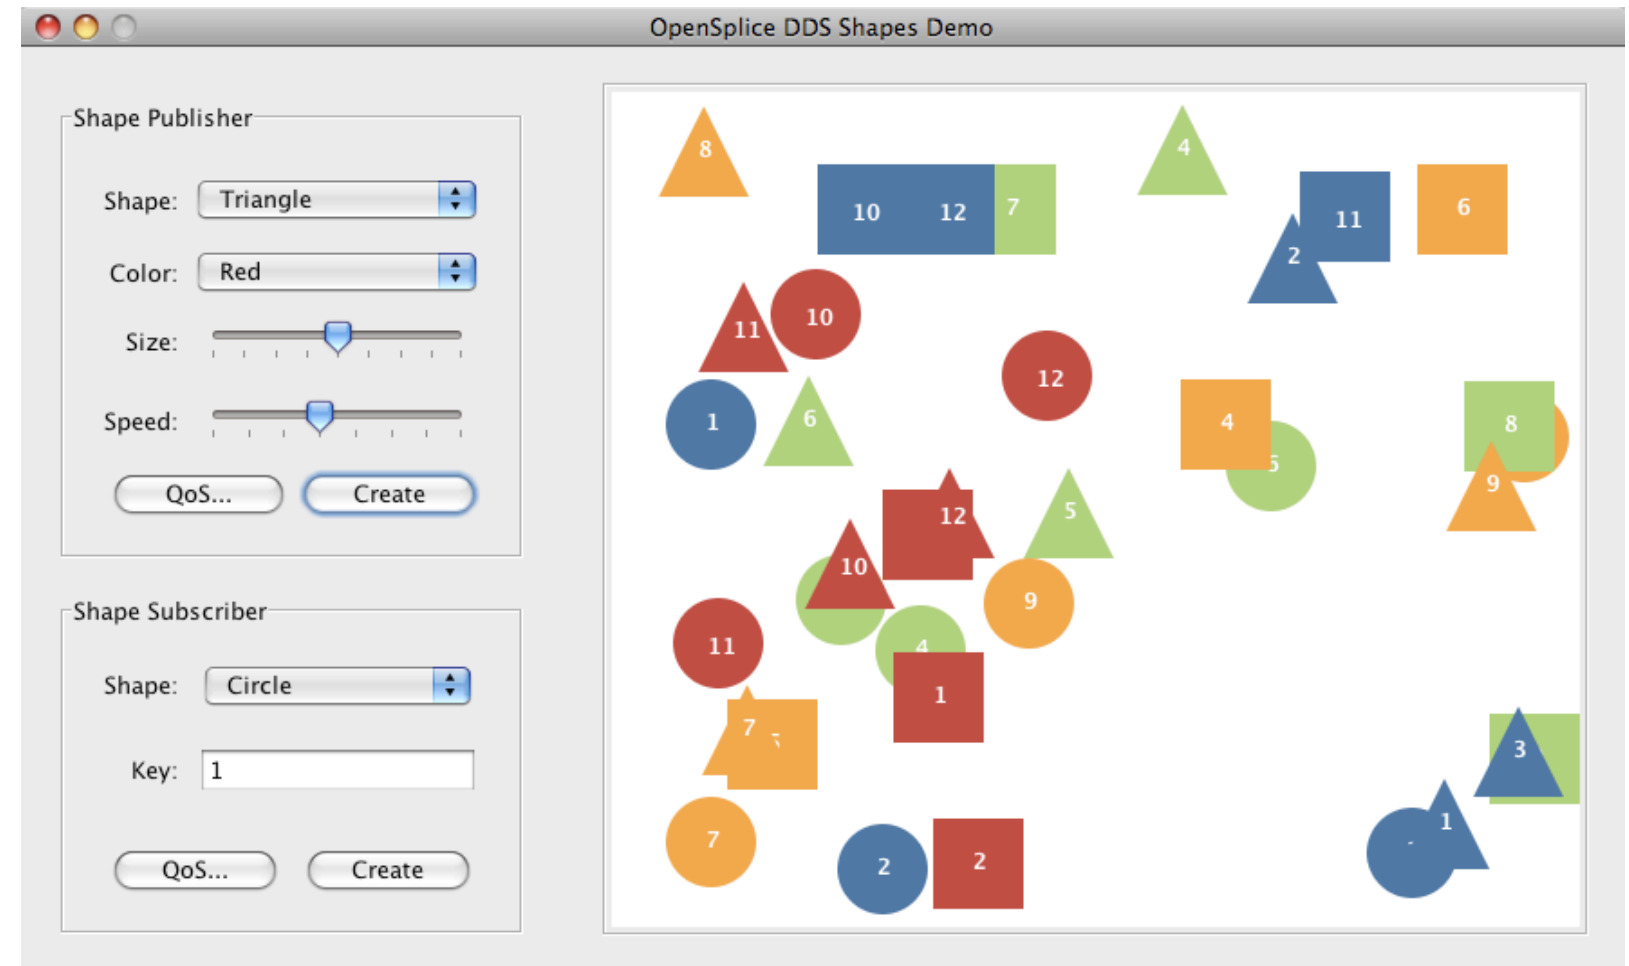 OpenSplice DDS Shapes Demo
Shape Publisher
Shape: Triangle
Color: Red
Size:
Speed:
QoS... Create
Shape Subscriber
Shape: Circle
Key: 1
QoS... Create
8
4
10 12 7
11
6
2
11
10
12
1
6
4
8
9
12
5
10
9
11
4
1
7
3
7
1
2
2